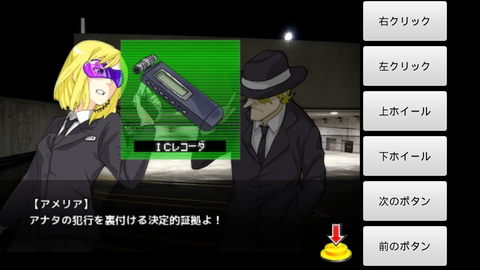 ICレコーダ
【アメリア】
アナタの犯行を裏付ける決定的証拠よ！
右クリック
左クリック
上ホイール
下ホイール
次のボタン
前のボタン